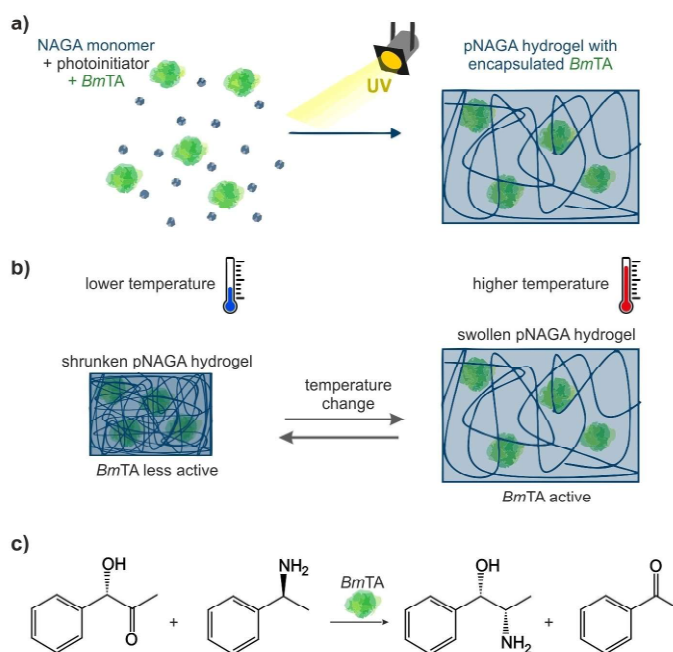 a)
NAGA monomer
+ photoinitiator
+ BmTA
UV
pNAGA hydrogel with
encapsulated BmTA
b)
lower temperature
higher temperature
swollen pNAGA hydrogel
shrunken pNAGA hydrogel
temperature
change
BmTA less active
BmTA active
c)
OH
O
+
NH2
BmTA
OH
NH2
+
O